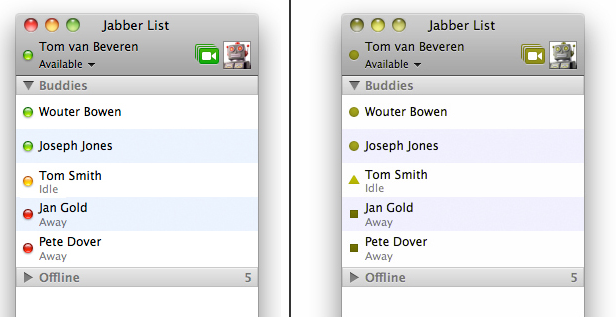 Jabber List
Tom van Beveren
Available
Buddies
Wouter Bowen
Joseph Jones
Tom Smith
Idle
Jan Gold
Away
Pete Dover
Away
Offline 5
Jabber List
Tom van Beveren
Available
Buddies
Wouter Bowen
Joseph Jones
Tom Smith
Idle
Jan Gold
Away
Pete Dover
Away
Offline 5